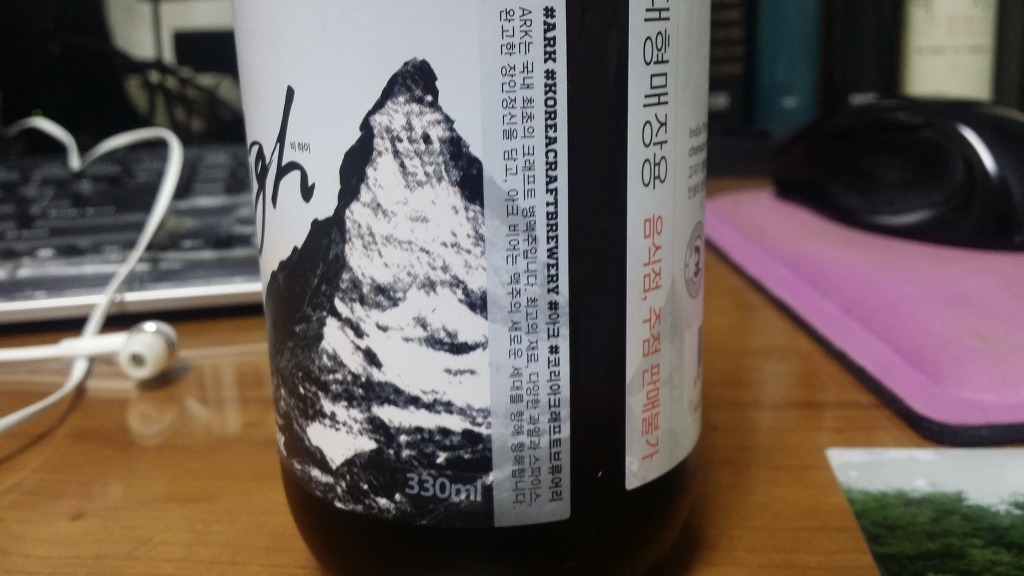 gh
빅 하이
330ml
#ARK #KOREACRAFTBREWERY #아크 #코리아크래프트브류어리
ARK는 국내 최초의 크래프트 병맥주입니다. 최고의 재료, 다양한 과일과 스파이스,
완고한 장인정신을 담고, 아크 비어는 맥주의 새로운 세대를 향해 항해합니다.
대형매장용 음식점, 주점 판매불가
India Pa